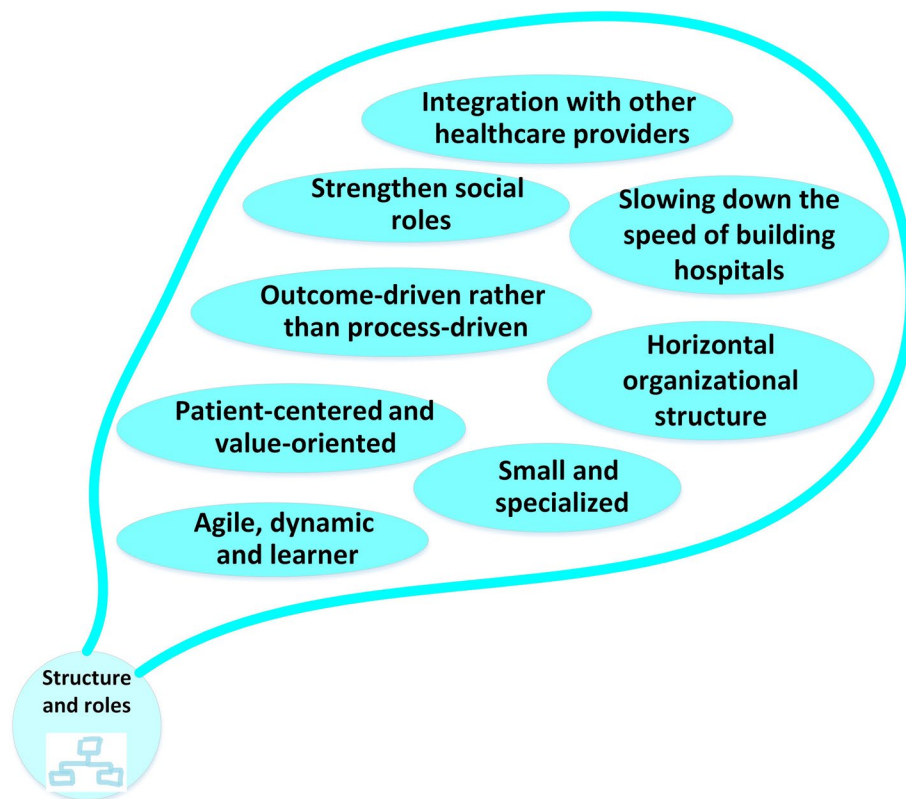 Integration with other
healthcare providers
Strengthen social
roles
Slowing down the
speed of building
hospitals
Outcome-driven rather
than process-driven
Horizontal
organizational
structure
Patient-centered and
value-oriented
Small and
specialized
Agile, dynamic
and learner
Structure
and roles